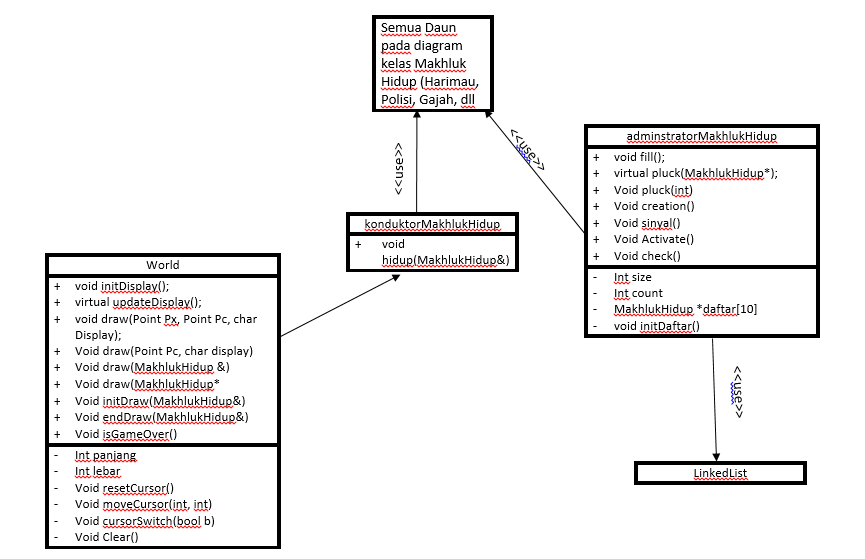 Semua Daun
pada diagram
kelas Makhluk
Hidup (Harimau,
Polisi, Gajah, dll
<<use>>
<<use>>
adminstratorMakhlukHidup
+ void fill();
+ virtual pluck(MakhlukHidup*);
+ Void pluck(int)
+ Void creation()
+ Void sinyal()
+ Void Activate()
+ Void check()
- Int size
- Int count
- MakhlukHidup *daftar[10]
- void initDaftar()
konduktorMakhlukHidup
+ void
hidup(MakhlukHidup&)
World
+ void initDisplay();
+ virtual updateDisplay();
+ void draw(Point Px, Point Pc, char
Display);
+ Void draw(Point Pc, char display)
+ Void draw(MakhlukHidup &)
+ Void draw(MakhlukHidup*
+ Void initDraw(MakhlukHidup&)
+ Void endDraw(MakhlukHidup&)
+ Void isGameOver()
- Int panjang
- Int lebar
- Void resetCursor()
- Void moveCursor(int, int)
- Void cursorSwitch(bool b)
- Void Clear()
<<use>>
LinkedList